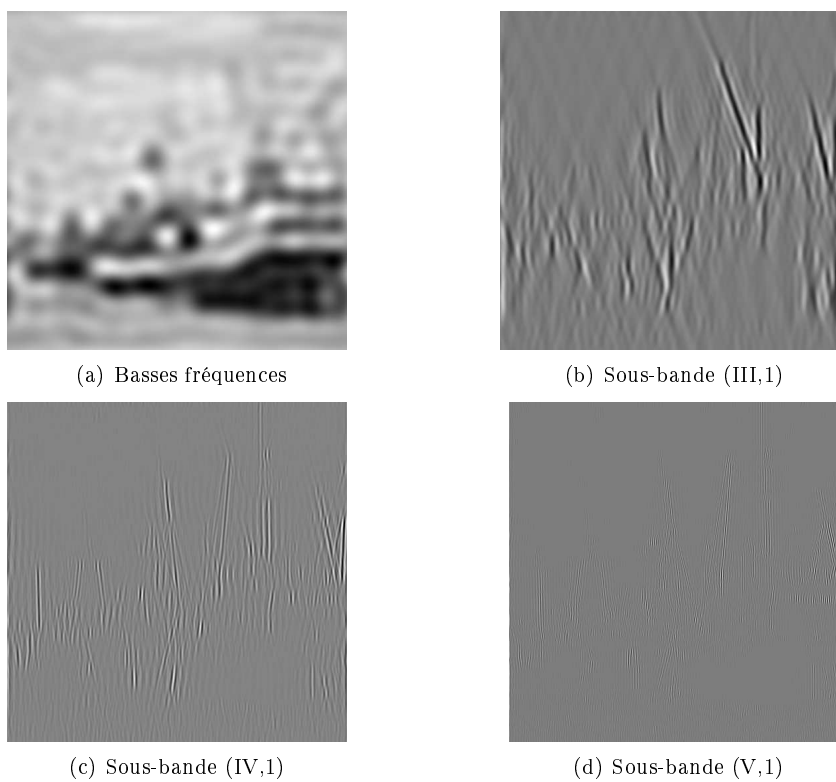 (a) Basses fréquences
(b) Sous-bande (III,1)
(c) Sous-bande (IV,1)
(d) Sous-bande (V,1)